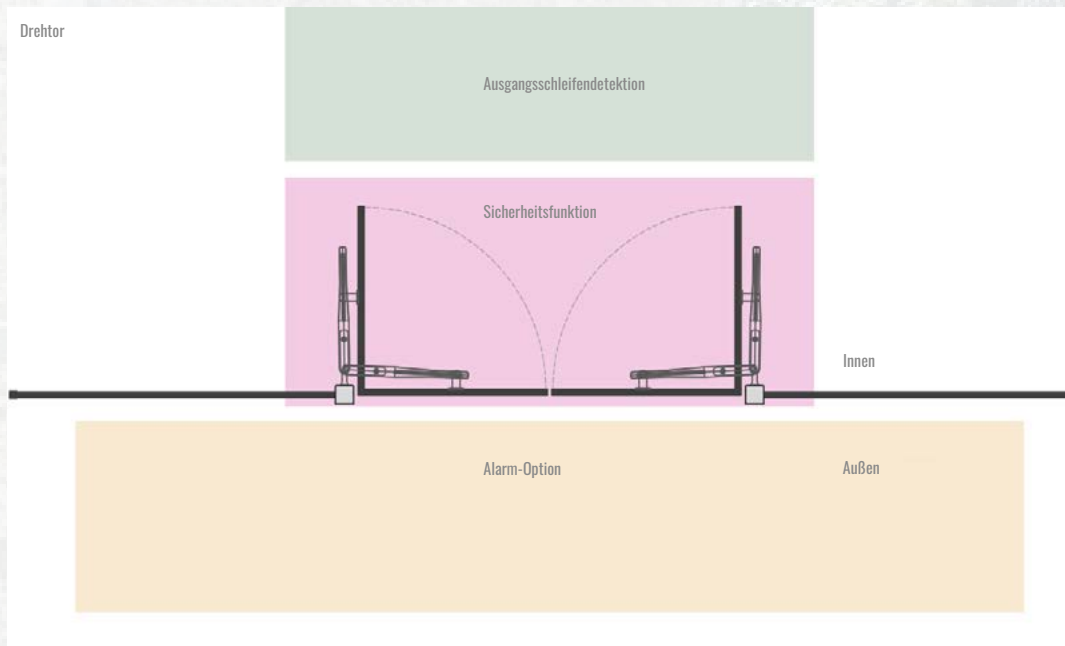 Drehtor
Ausgangsschleifendetektion
Sicherheitsfunktion
Innen
Alarm-Option
Außen